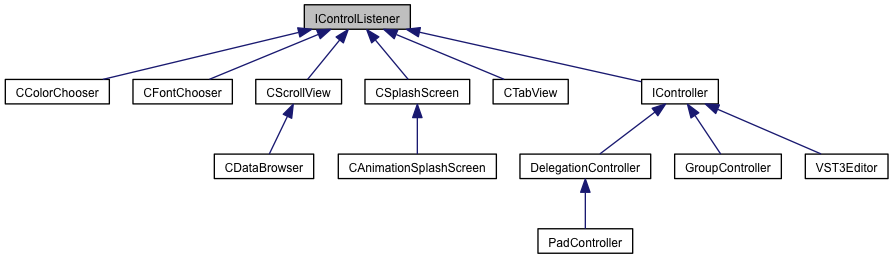 IControlListener
CColorChooser
CFontChooser
CScrollView
CSplashScreen
CTabView
IController
CDataBrowser
CAnimationSplashScreen
DelegationController
GroupController
VST3Editor
PadController